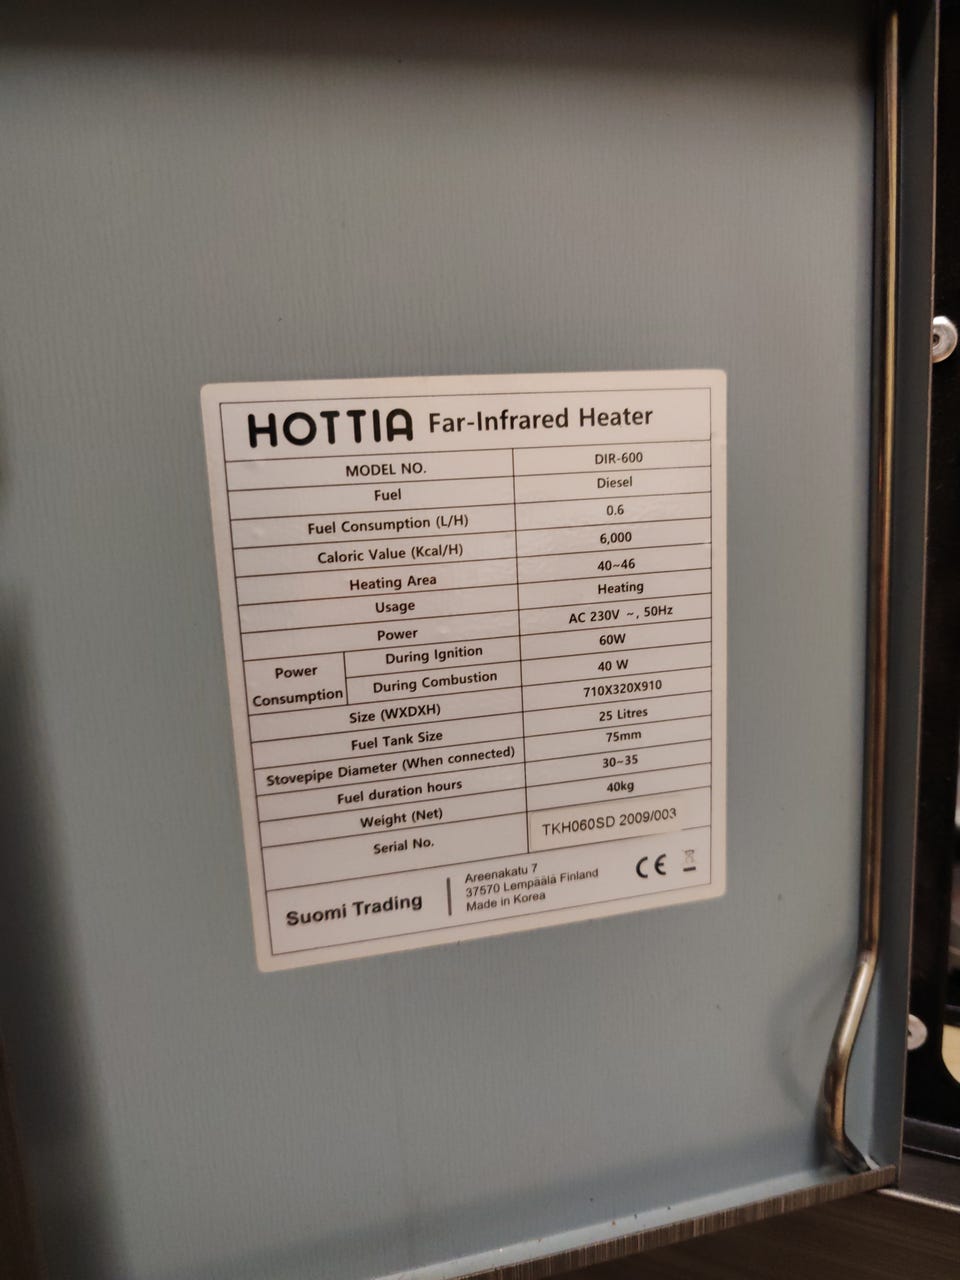 HOTTIA Far-Infrared Heater
MODEL NO. DIR-600
Fuel Diesel
Fuel Consumption (L/H) 0.6
Caloric Value (Kcal/H) 6,000
Heating Area 40~46
Usage Heating
Power AC 230V ~, 50Hz
Power Consumption During Ignition 60W
During Combustion 40 W
Size (WXDXH) 710X320X910
Fuel Tank Size 25 Litres
Stovepipe Diameter (When connected) 75mm
Fuel duration hours 30~35
Weight (Net) 40kg
Serial No. TKH060SD 2009/003
Suomi Trading
Areenakatu 7
37570 Lempäälä Finland
Made in Korea
CE